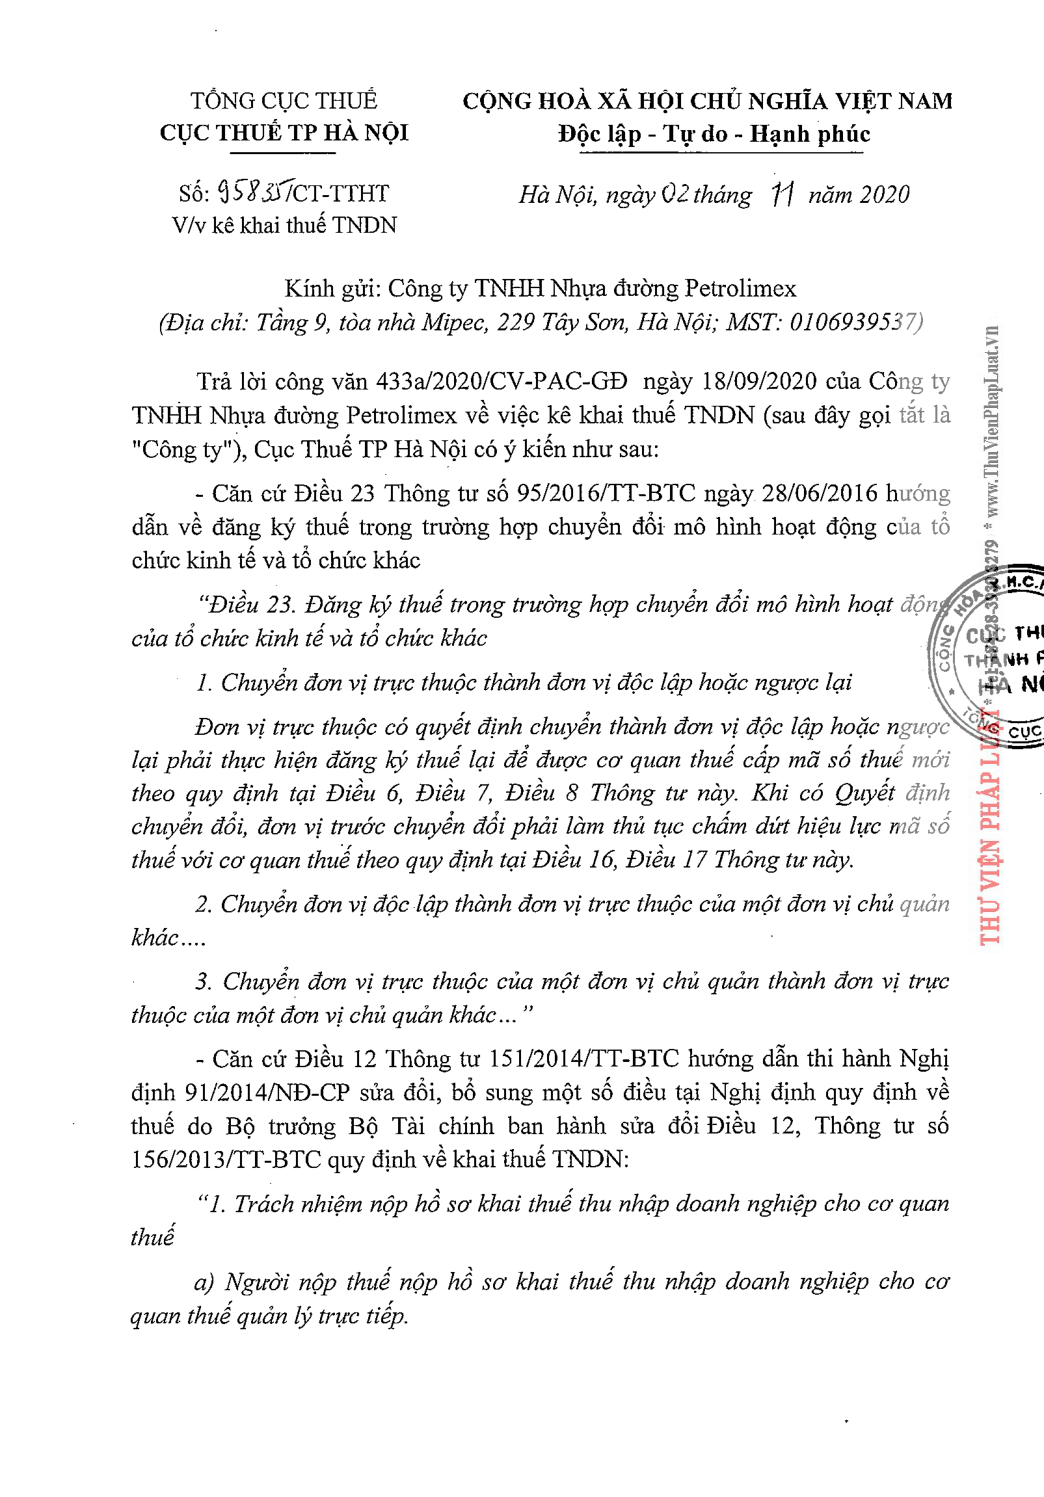 TỔNG CỤC THUẾ
CỤC THUẾ TP HÀ NỘI
CỘNG HOÀ XÃ HỘI CHỦ NGHĨA VIỆT NAM
Độc lập - Tự do - Hạnh phúc
Số: 95835/CT-TTHT
V/v kê khai thuế TNDN
Hà Nội, ngày 02 tháng 11 năm 2020
Kính gửi: Công ty TNHH Nhựa đường Petrolimex
(Địa chỉ: Tầng 9, tòa nhà Mipec, 229 Tây Sơn, Hà Nội; MST: 0106939537)
Trả lời công văn 433a/2020/CV-PAC-GĐ ngày 18/09/2020 của Công ty
TNHH Nhựa đường Petrolimex về việc kê khai thuế TNDN (sau đây gọi tắt là
"Công ty"), Cục Thuế TP Hà Nội có ý kiến như sau:
- Căn cứ Điều 23 Thông tư số 95/2016/TT-BTC ngày 28/06/2016 hướng
dẫn về đăng ký thuế trong trường hợp chuyển đổi mô hình hoạt động của tổ
chức kinh tế và tổ chức khác
“Điều 23. Đăng ký thuế trong trường hợp chuyển đổi mô hình hoạt động
của tổ chức kinh tế và tổ chức khác
1. Chuyển đơn vị trực thuộc thành đơn vị độc lập hoặc ngược lại
Đơn vị trực thuộc có quyết định chuyển thành đơn vị độc lập hoặc ngược
lại phải thực hiện đăng ký thuế lại để được cơ quan thuế cấp mã số thuế mới
theo quy định tại Điều 6, Điều 7, Điều 8 Thông tư này. Khi có Quyết định
chuyển đổi, đơn vị trước chuyển đổi phải làm thủ tục chấm dứt hiệu lực mã số
thuế với cơ quan thuế theo quy định tại Điều 16, Điều 17 Thông tư này.
2. Chuyển đơn vị độc lập thành đơn vị trực thuộc của một đơn vị chủ quản
khác....
3. Chuyển đơn vị trực thuộc của một đơn vị chủ quản thành đơn vị trực
thuộc của một đơn vị chủ quản khác...”
- Căn cứ Điều 12 Thông tư 151/2014/TT-BTC hướng dẫn thi hành Nghị
định 91/2014/NĐ-CP sửa đổi, bổ sung một số điều tại Nghị định quy định về
thuế do Bộ trưởng Bộ Tài chính ban hành sửa đổi Điều 12, Thông tư số
156/2013/TT-BTC quy định về khai thuế TNDN:
“1. Trách nhiệm nộp hồ sơ khai thuế thu nhập doanh nghiệp cho cơ quan
thuế
a) Người nộp thuế nộp hồ sơ khai thuế thu nhập doanh nghiệp cho cơ
quan thuế quản lý trực tiếp.
THƯ VIỆN PHÁP LUẬT * Tel: +84-28-3930 3279 * www.ThuVienPhapLuat.vn
CỘNG HÒA
CỤC THU
THÀNH P
HÀ NỘ
TỔNG CỤC